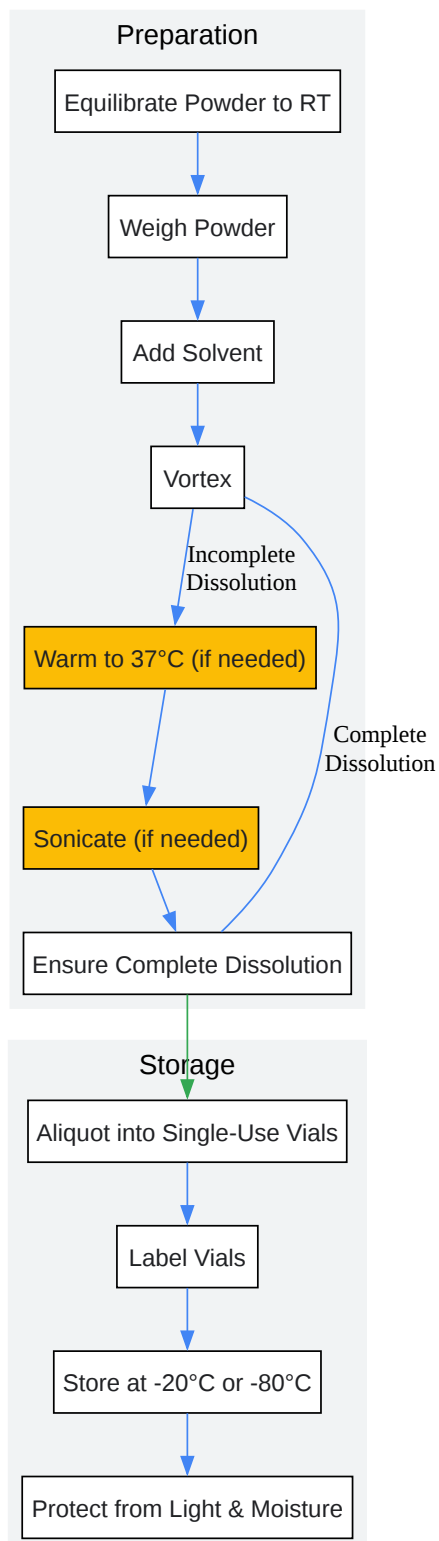 Preparation
Equilibrate Powder to RT
Weigh Powder
Add Solvent
Vortex
Incomplete
Dissolution
Warm to 37°C (if needed)
Complete
Dissolution
Sonicate (if needed)
Ensure Complete Dissolution
Storage
Aliquot into Single-Use Vials
Label Vials
Store at -20°C or -80°C
Protect from Light & Moisture